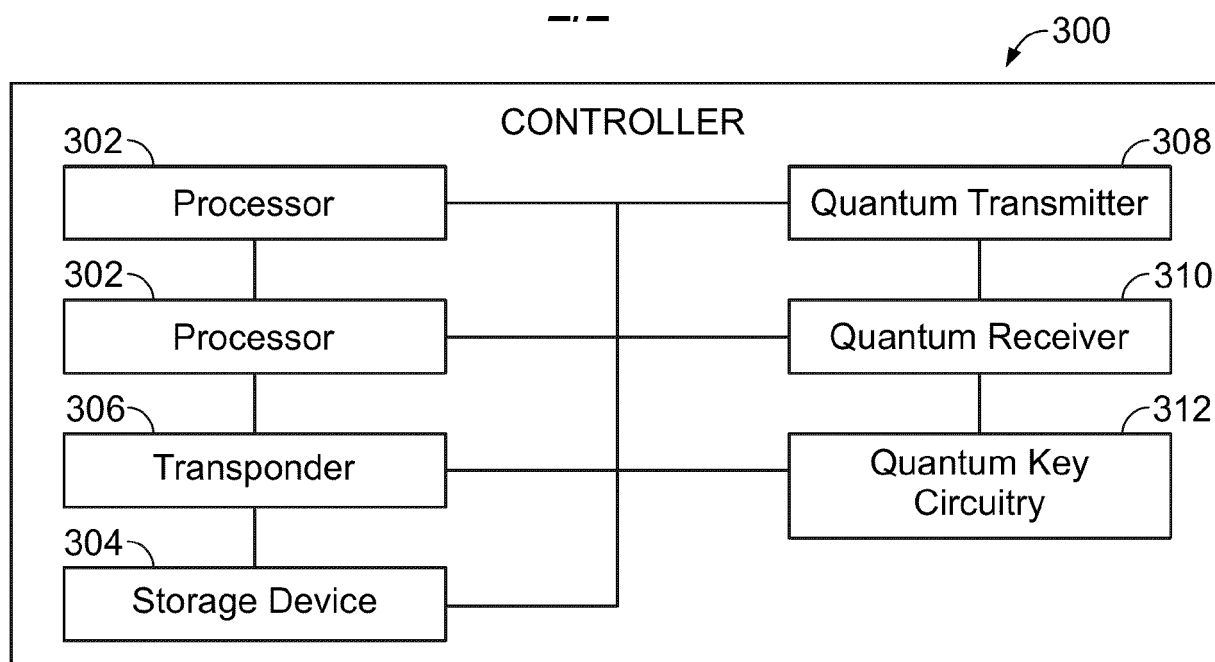 300
CONTROLLER
302
Processor
308
Quantum Transmitter
302
Processor
310
Quantum Receiver
306
Transponder
312
Quantum Key
Circuitry
304
Storage Device